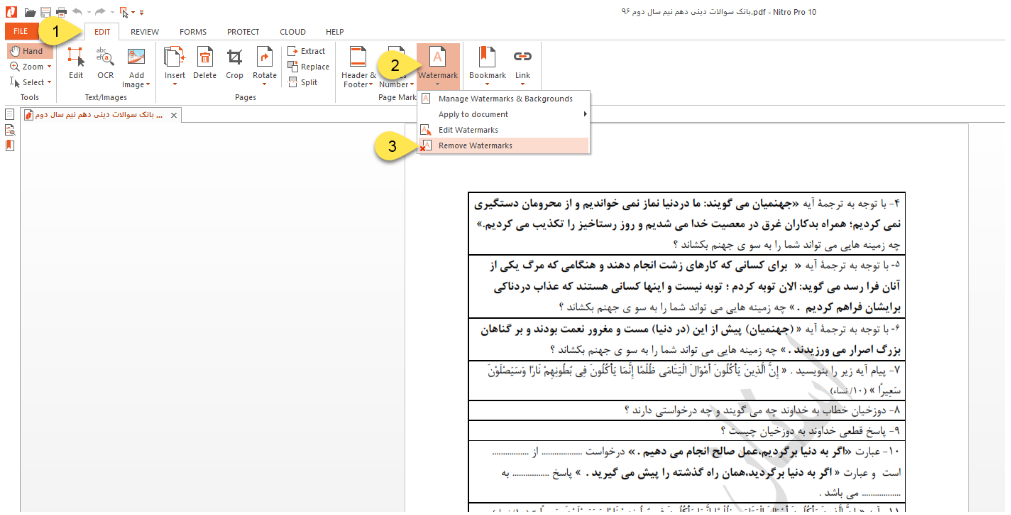 بانک سوالات دینی دهم نیم سال دوم ۹۶.pdf - Nitro Pro 10
FILE
1
EDIT
REVIEW
FORMS
PROTECT
CLOUD
HELP
Hand
Zoom
Select
Tools
Edit
OCR
Add Image
Text/Images
Insert
Delete
Crop
Rotate
Extract
Replace
Split
Pages
Header & Footer
Number
Page Mark
2
Watermark
Bookmark
Link
Manage Watermarks & Backgrounds
Apply to document
Edit Watermarks
3
Remove Watermarks
بانک سوالات دینی دهم نیم سال دوم ...
۴- با توجه به ترجمۀ آیه «جهنمیان می گویند: ما دردنیا نماز نمی خواندیم و از محرومان دستگیری
نمی کردیم؛ همراه بدکاران غرق در معصیت خدا می شدیم و روز رستاخیز را تکذیب می کردیم.»
چه زمینه هایی می تواند شما را به سو ی جهنم بکشاند ؟
۵- با توجه به ترجمۀ آیه « برای کسانی که کارهای زشت انجام دهند و هنگامی که مرگ یکی از
آنان فرا رسد می گوید: الان توبه کردم ؛ توبه نیست و اینها کسانی هستند که عذاب دردناکی
برایشان فراهم کردیم . » چه زمینه هایی می تواند شما را به سو ی جهنم بکشاند ؟
۶- با توجه به ترجمۀ آیه « (جهنمیان) پیش از این (در دنیا) مست و مغرور نعمت بودند و بر گناهان
بزرگ اصرار می ورزیدند . » چه زمینه هایی می تواند شما را به سو ی جهنم بکشاند ؟
۷- پیام آیه زیر را بنویسید . « إِنَّ الَّذِينَ يَأْكُلُونَ أَمْوَالَ الْيَتَامَى ظُلْمًا إِنَّمَا يَأْكُلُونَ فِي بُطُونِهِمْ نَارًا وَسَيَصْلَوْنَ
سَعِيرًا » (۱۰/ نساء)
۸- دوزخیان خطاب به خداوند چه می گویند و چه درخواستی دارند ؟
۹- پاسخ قطعی خداوند به دوزخیان چیست ؟
۱۰- عبارت «اگر به دنیا برگردیم،عمل صالح انجام می دهیم . » درخواست .................. از ................
است و عبارت « اگر به دنیا برگردید،همان راه گذشته را پیش می گیرید . » پاسخ ................ به
................. می باشد .